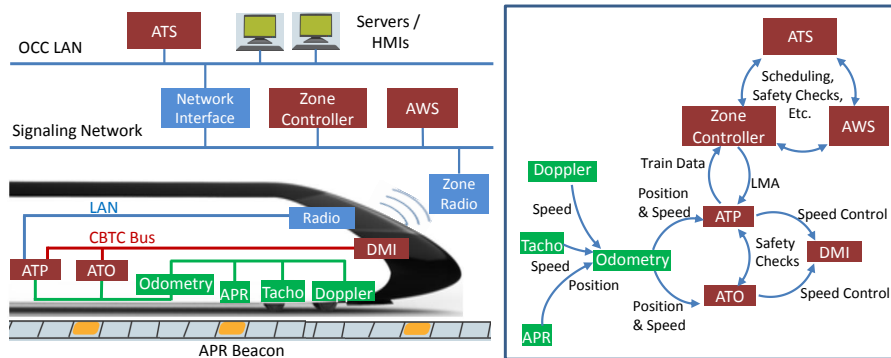 OCC LAN
ATS
Servers /
HMIs
Network
Interface
Zone
Controller
AWS
Signaling Network
Zone
Radio
LAN
Radio
CBTC Bus
DMI
ATP
ATO
Odometry
APR
Tacho
Doppler
APR Beacon
ATS
Scheduling,
Safety Checks,
Etc.
Zone
Controller
AWS
Train Data
LMA
Doppler
Position
& Speed
Speed
ATP
Speed Control
Tacho
Speed
Odometry
Safety
Checks
DMI
Position
ATO
Speed Control
Position
& Speed
APR